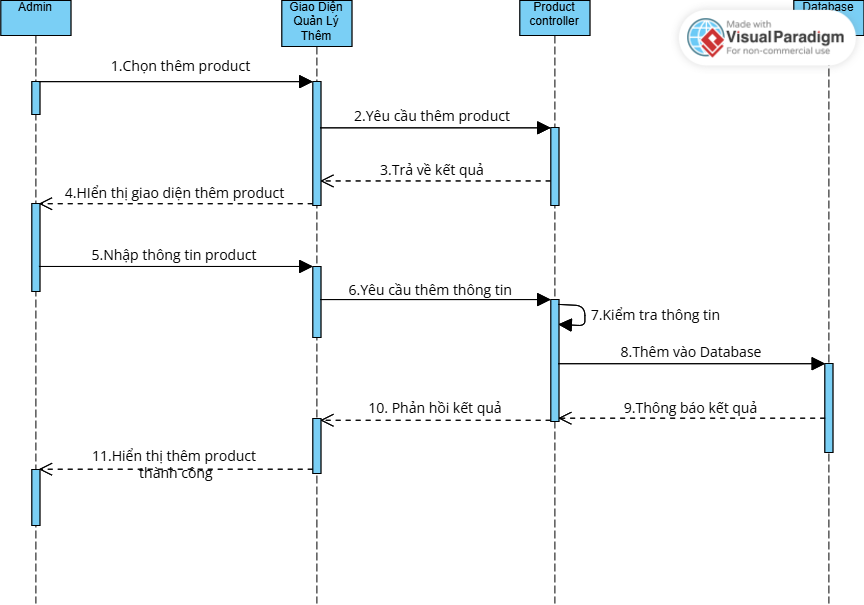 Admin
Giao Diện
Quản Lý
Thêm
Product
controller
Database
Made with
VisualParadigm
For non-commercial use
1.Chọn thêm product
2.Yêu cầu thêm product
3.Trả về kết quả
4.HIển thị giao diện thêm product
5.Nhập thông tin product
6.Yêu cầu thêm thông tin
7.Kiểm tra thông tin
8.Thêm vào Database
9.Thông báo kết quả
10. Phản hồi kết quả
11.Hiển thị thêm product
thành công